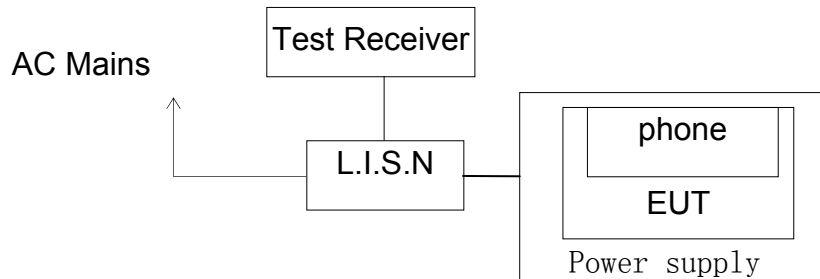 Test Receiver
AC Mains
L.I.S.N
phone
EUT
Power supply